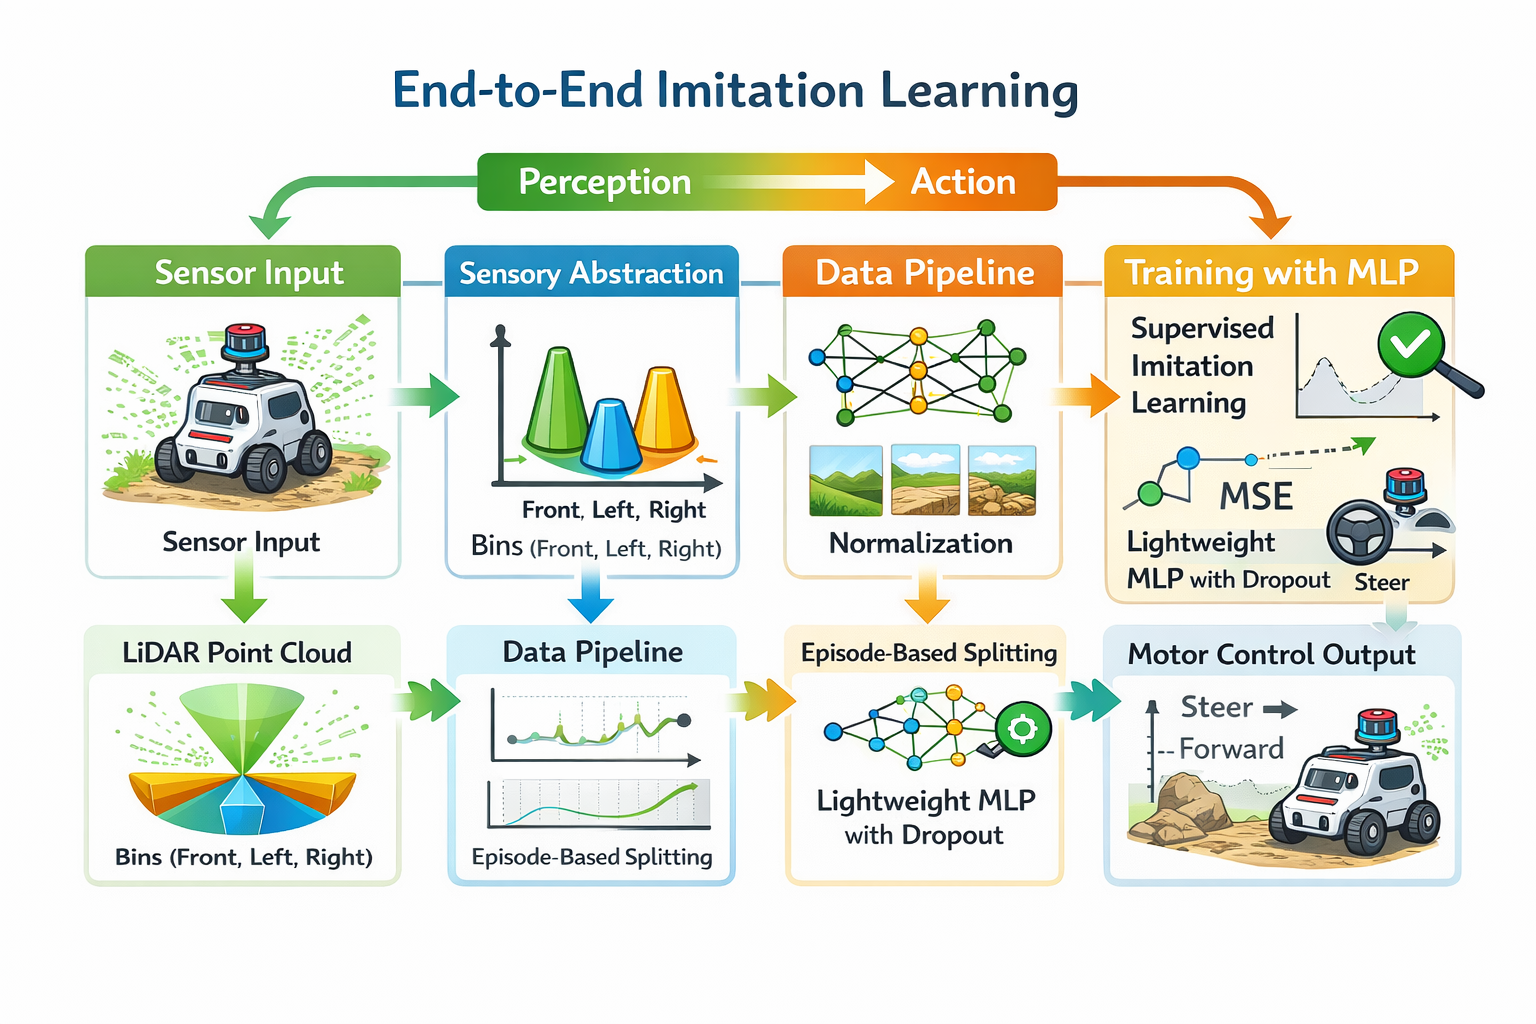 End-to-End Imitation Learning
Perception
Action
Sensor Input
Sensor Input
Sensory Abstraction
Front, Left, Right
Bins (Front, Left, Right)
Data Pipeline
Normalization
Training with MLP
Supervised
Imitation
Learning
MSE
Lightweight
MLP with Dropout
Steer
LiDAR Point Cloud
Bins (Front, Left, Right)
Data Pipeline
Episode-Based Splitting
Episode-Based Splitting
Lightweight MLP
with Dropout
Motor Control Output
Steer
Forward